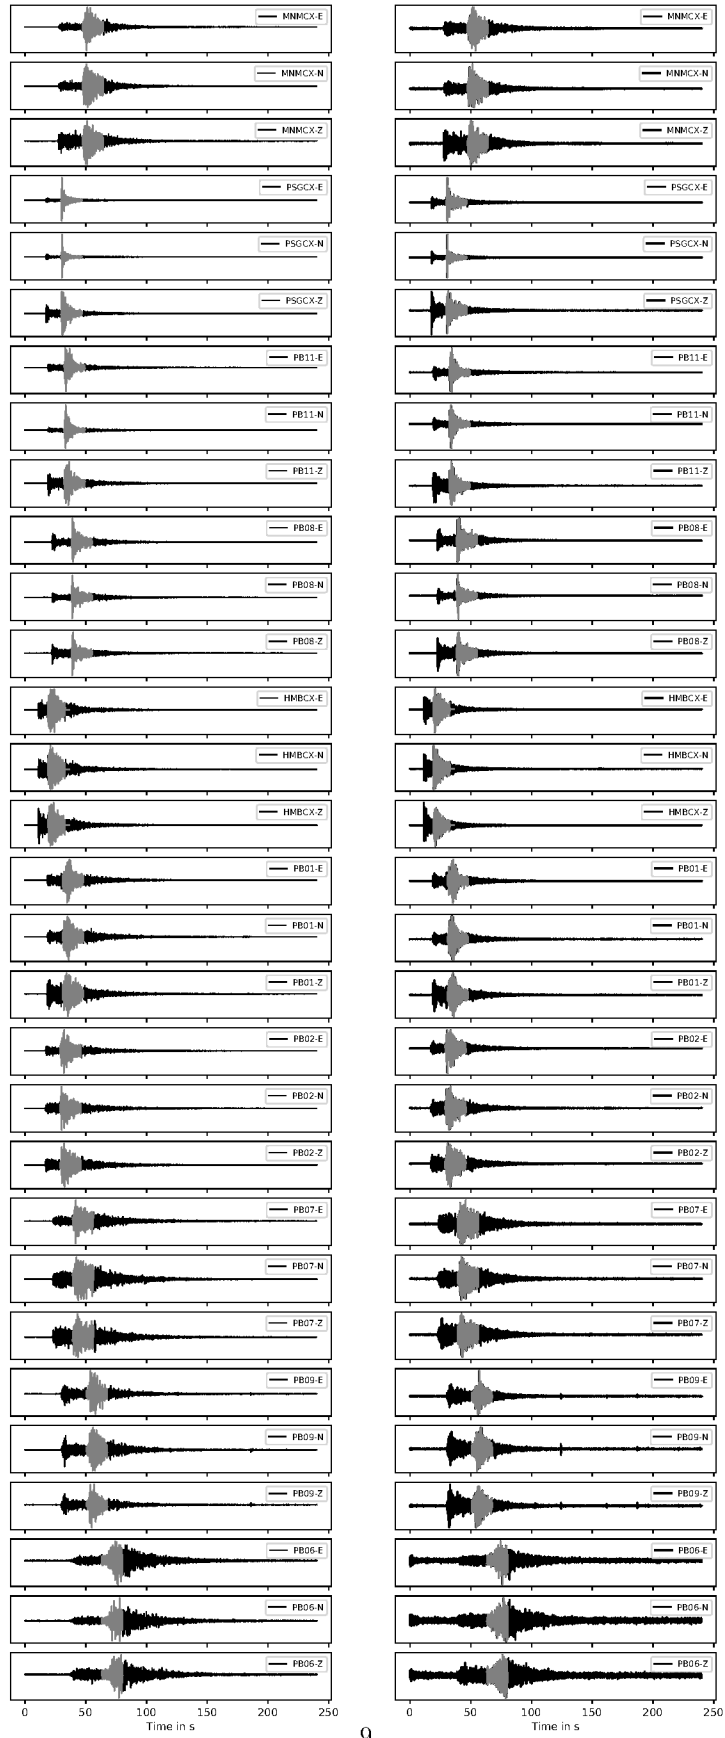 MNMCX-E
MNMCX-N
MNMCX-Z
PSGCX-E
PSGCX-N
PSGCX-Z
PB11-E
PB11-N
PB11-Z
PB08-E
PB08-N
PB08-Z
HMBCX-E
HMBCX-N
HMBCX-Z
PB01-E
PB01-N
PB01-Z
PB02-E
PB02-N
PB02-Z
PB07-E
PB07-N
PB07-Z
PB09-E
PB09-N
PB09-Z
PB06-E
PB06-N
PB06-Z
0 50 100 150 200 250
Time in s
MNMCX-E
MNMCX-N
MNMCX-Z
PSGCX-E
PSGCX-N
PSGCX-Z
PB11-E
PB11-N
PB11-Z
PB08-E
PB08-N
PB08-Z
HMBCX-E
HMBCX-N
HMBCX-Z
PB01-E
PB01-N
PB01-Z
PB02-E
PB02-N
PB02-Z
PB07-E
PB07-N
PB07-Z
PB09-E
PB09-N
PB09-Z
PB06-E
PB06-N
PB06-Z
0 50 100 150 200 250
Time in s
9